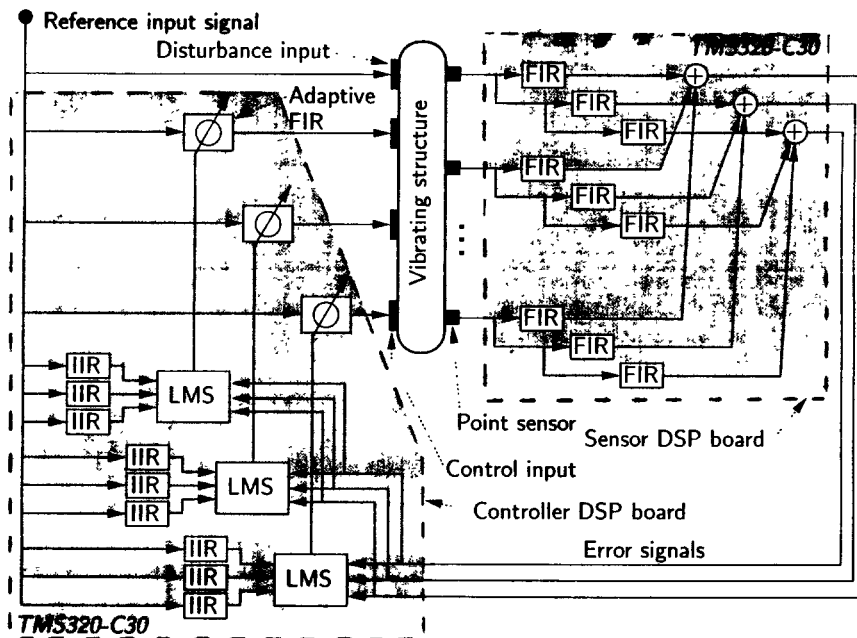 Reference input signal
Disturbance input
TMS320-C30
Adaptive
FIR
Vibrating structure
FIR
FIR
FIR
FIR
FIR
FIR
FIR
FIR
FIR
IIR
IIR
IIR
LMS
Point sensor
Sensor DSP board
Control input
IIR
IIR
IIR
LMS
Controller DSP board
Error signals
IIR
IIR
IIR
LMS
TMS320-C30